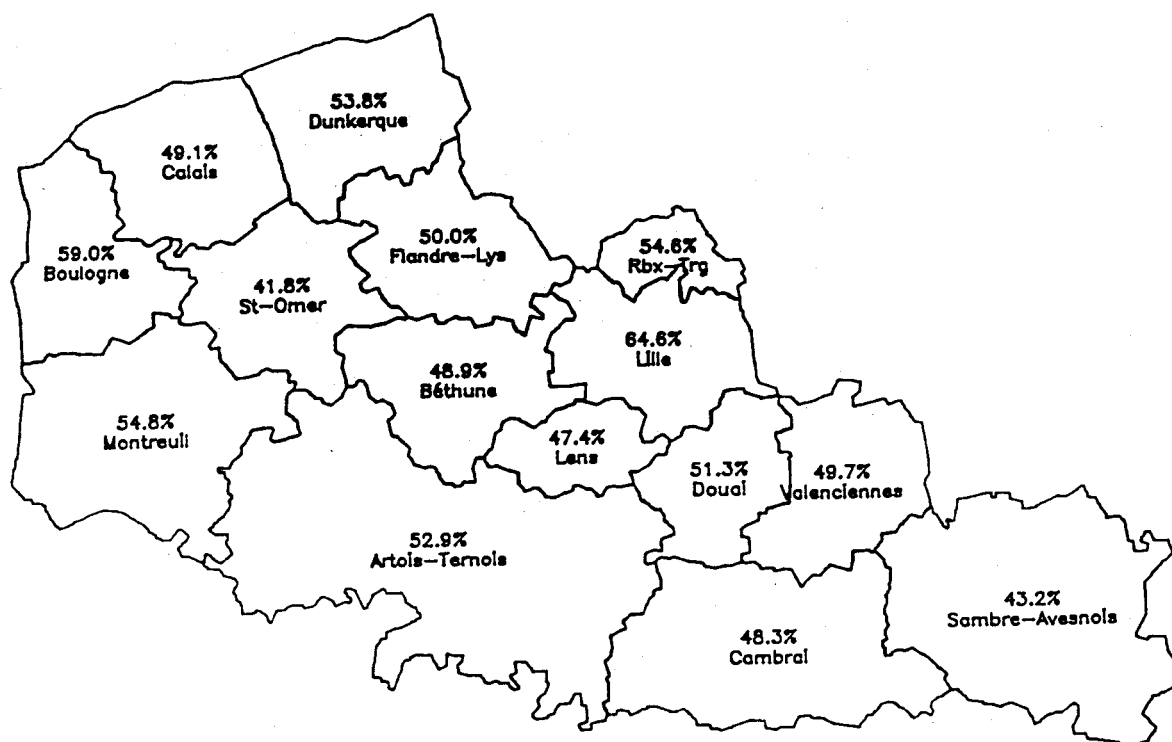 53.8%
Dunkerque
49.1%
Calais
50.0%
Flandre-Lys
54.6%
Rbx-Trg
59.0%
Boulogne
41.8%
St-Omer
64.6%
Lille
48.9%
Béthune
54.8%
Montreuil
47.4%
Lens
51.3%
Douai
49.7%
Valenciennes
52.9%
Artois-Ternois
43.2%
Sambre-Avesnois
48.3%
Cambrai